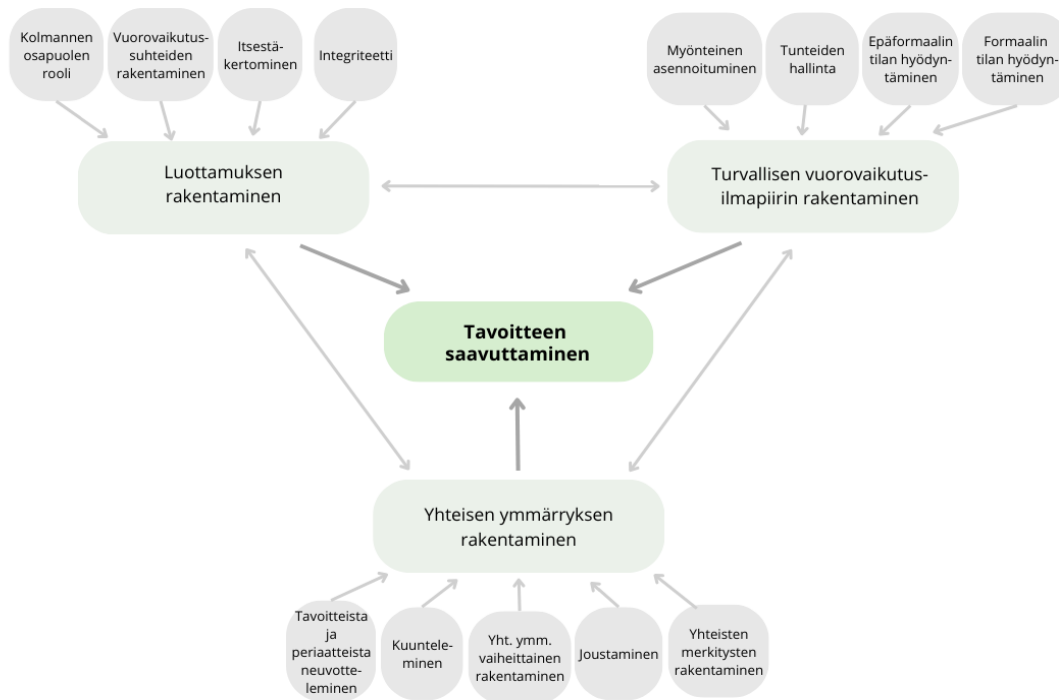 Kolmannen
osapuolen
rooli
Vuorovaikutus-
suhteiden
rakentaminen
Itsestä-
kertominen
Integriteetti
Myönteinen
asennoituminen
Tunteiden
hallinta
Epäformaalin
tilan hyödyn-
täminen
Formaalin
tilan hyödyn-
täminen
Luottamuksen
rakentaminen
Turvallisen vuorovaikutus-
ilmapiirin rakentaminen
Tavoitteen
saavuttaminen
Yhteisen ymmärryksen
rakentaminen
Tavoitteista
ja
periaatteista
neuvotte-
leminen
Kuuntele-
minen
Yht. ymm.
vaiheittainen
rakentaminen
Joustaminen
Yhteisten
merkitysten
rakentaminen